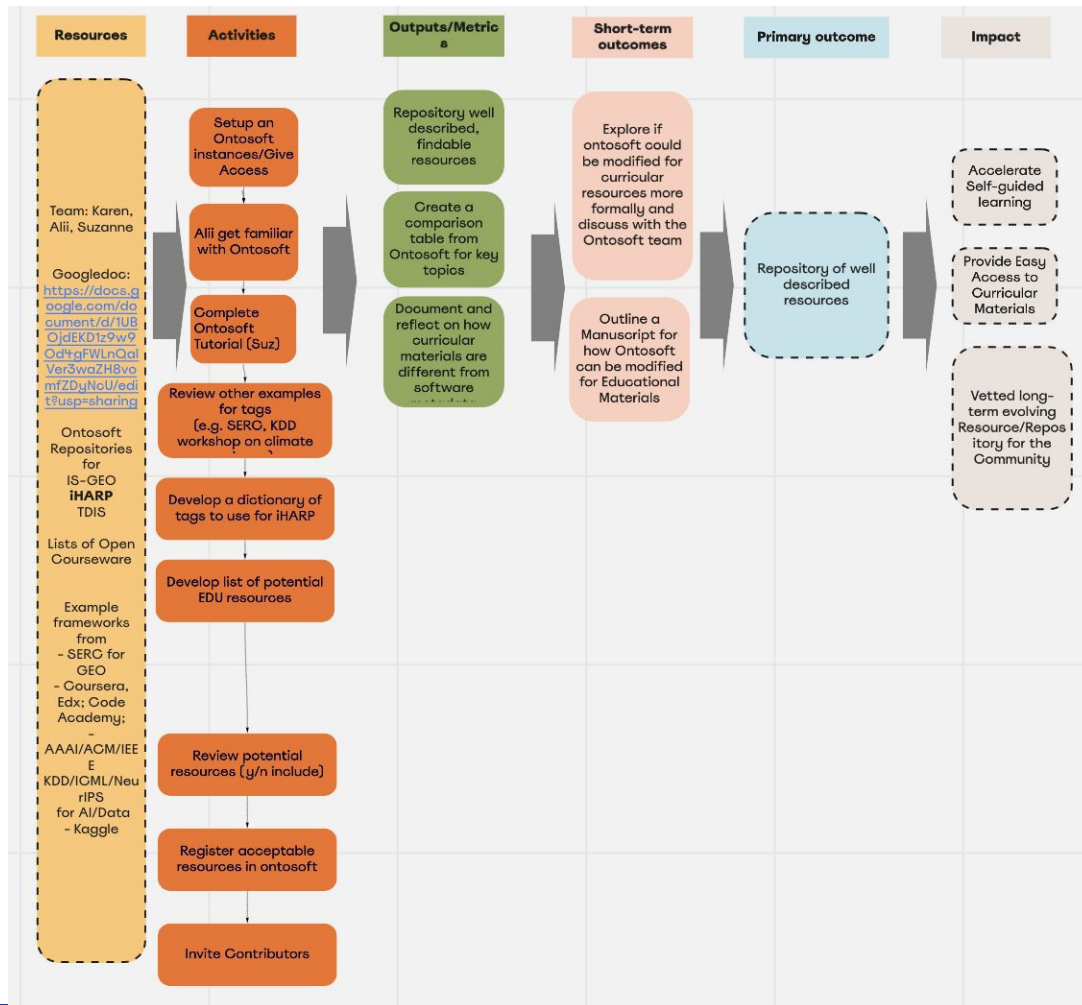 Resources
Activities
Outputs/Metric
s
Short-term
outcomes
Primary outcome
Impact
Team: Karen,
Alii, Suzanne
Googledoc:
https://docs.g
oogle.com/do
cument/d/1UB
OjdEKD1z9w9
Od4gFWLnQal
Ver3waZH8vo
mfZDyNcU/edi
t?usp=sharing
Ontosoft
Repositories
for
IS-GEO
iHARP
TDIS
Lists of Open
Courseware
Example
frameworks
from
- SERC for
GEO
- Coursera,
Edx; Code
Academy;
-
AAAI/ACM/IEE
E
KDD/ICML/Neu
rIPS
for AI/Data
- Kaggle
Setup an
Ontosoft
instances/Give
Access
Alii get familiar
with Ontosoft
Complete
Ontosoft
Tutorial (Suz)
Review other examples
for tags
(e.g. SERC, KDD
workshop on climate
Develop a dictionary of
tags to use for iHARP
Develop list of potential
EDU resources
Review potential
resources (y/n include)
Register acceptable
resources in ontosoft
Invite Contributors
Repository well
described,
findable
resources
Create a
comparison
table from
Ontosoft for key
topics
Document and
reflect on how
curricular
materials are
different from
software
metadata
Explore if
ontosoft could
be modified for
curricular
resources more
formally and
discuss with the
Ontosoft team
Outline a
Manuscript for
how Ontosoft
can be modified
for Educational
Materials
Repository of well
described
resources
Accelerate
Self-guided
learning
Provide Easy
Access to
Curricular
Materials
Vetted long-
term evolving
Resource/Repos
itory for the
Community